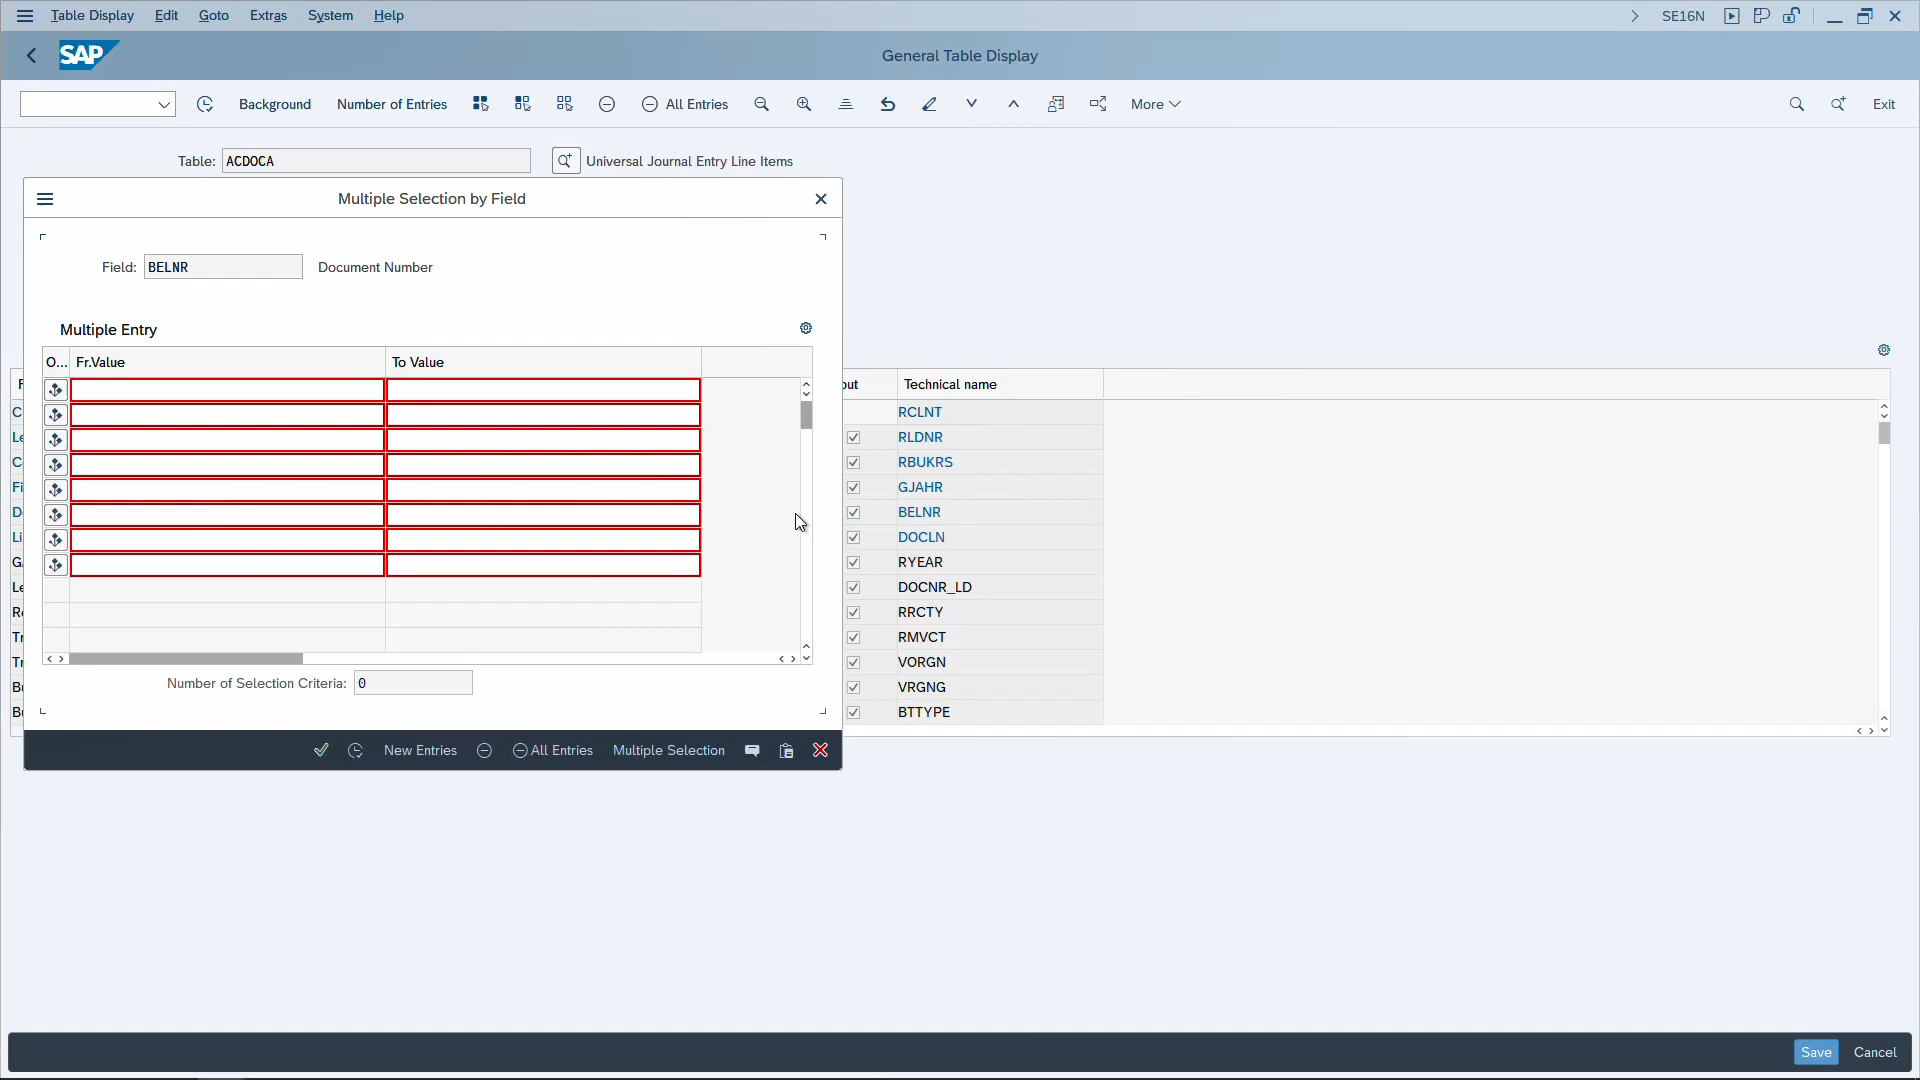 Table Display Edit Goto Extras System Help SE16N
SAP General Table Display
Background Number of Entries All Entries More Exit
Table: ACDOCA Universal Journal Entry Line Items
Multiple Selection by Field
Field: BELNR Document Number
Multiple Entry
O... Fr.Value To Value
Number of Selection Criteria: 0
New Entries All Entries Multiple Selection
Technical name
RCLNT
RLDNR
RBUKRS
GJAHR
BELNR
DOCLN
RYEAR
DOCNR_LD
RRCTY
RMVCT
VORGN
VRGNG
BTTYPE
Save Cancel